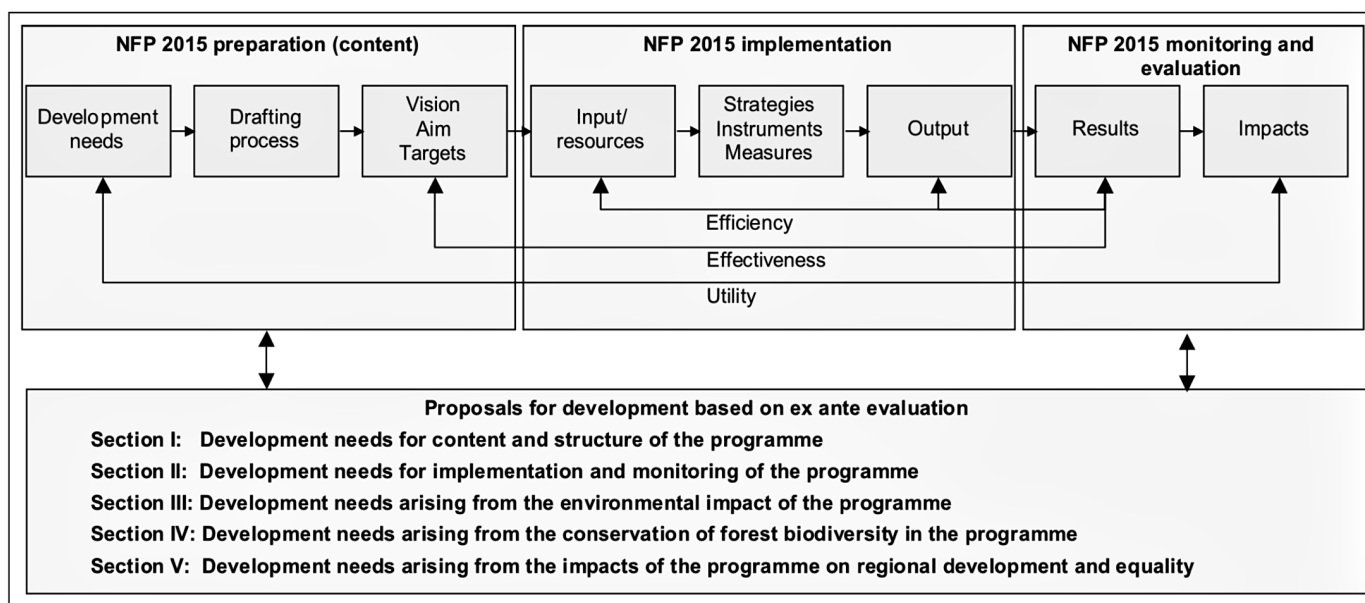 NFP 2015 preparation (content)
Development
needs
Drafting
process
Vision
Aim
Targets
NFP 2015 implementation
Input/
resources
Strategies
Instruments
Measures
Output
NFP 2015 monitoring and
evaluation
Results
Impacts
Efficiency
Effectiveness
Utility
Proposals for development based on ex ante evaluation
Section I: Development needs for content and structure of the programme
Section II: Development needs for implementation and monitoring of the programme
Section III: Development needs arising from the environmental impact of the programme
Section IV: Development needs arising from the conservation of forest biodiversity in the programme
Section V: Development needs arising from the impacts of the programme on regional development and equality